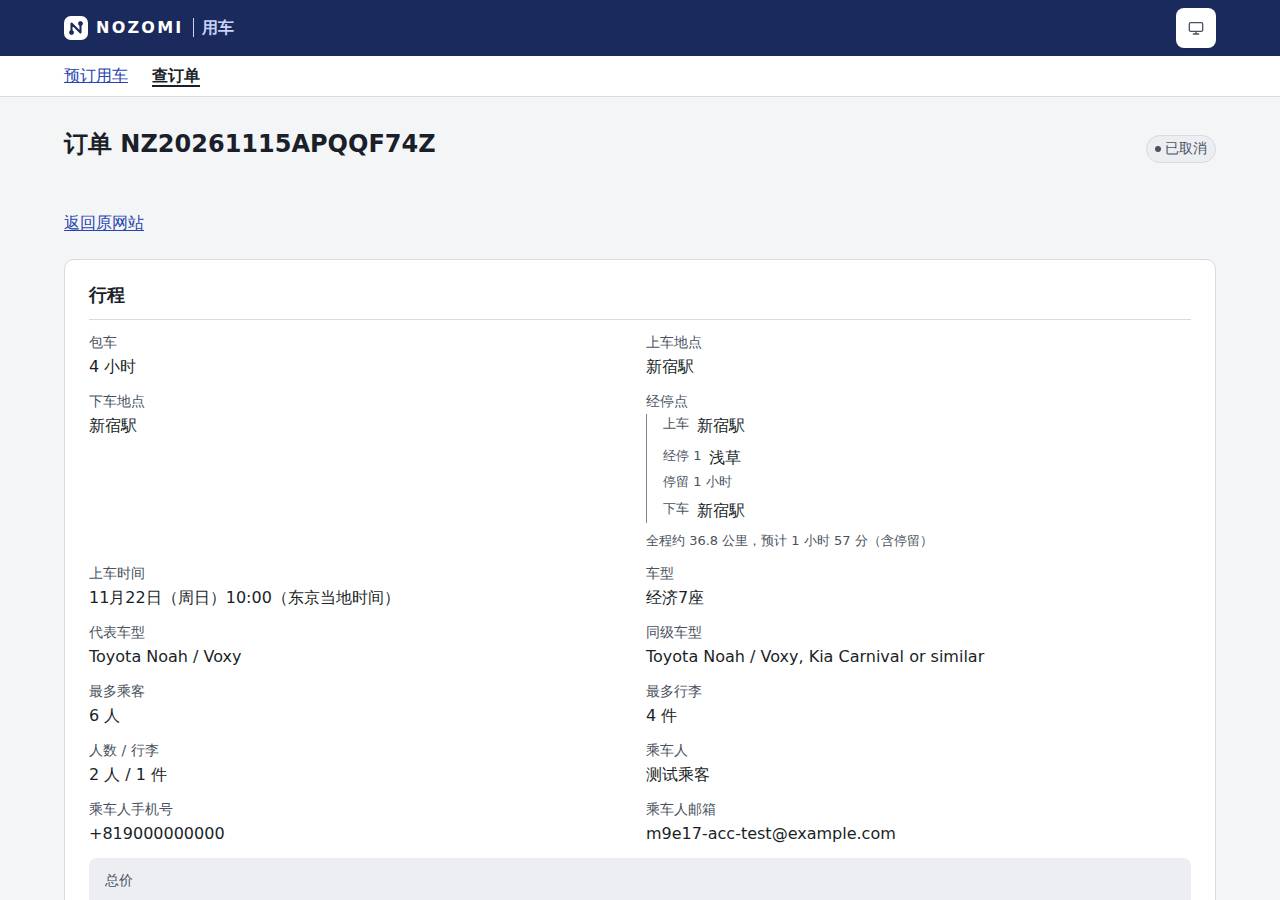 NOZOMI 用车
预订用车 查订单
订单 NZ20261115APQQF74Z
已取消
返回原网站
行程
包车
4 小时
上车地点
新宿駅
下车地点
新宿駅
经停点
上车 新宿駅
经停 1 浅草
停留 1 小时
下车 新宿駅
全程约 36.8 公里，预计 1 小时 57 分（含停留）
上车时间
11月22日（周日）10:00（东京当地时间）
车型
经济7座
代表车型
Toyota Noah / Voxy
同级车型
Toyota Noah / Voxy, Kia Carnival or similar
最多乘客
6 人
最多行李
4 件
人数 / 行李
2 人 / 1 件
乘车人
测试乘客
乘车人手机号
+819000000000
乘车人邮箱
m9e17-acc-test@example.com
总价